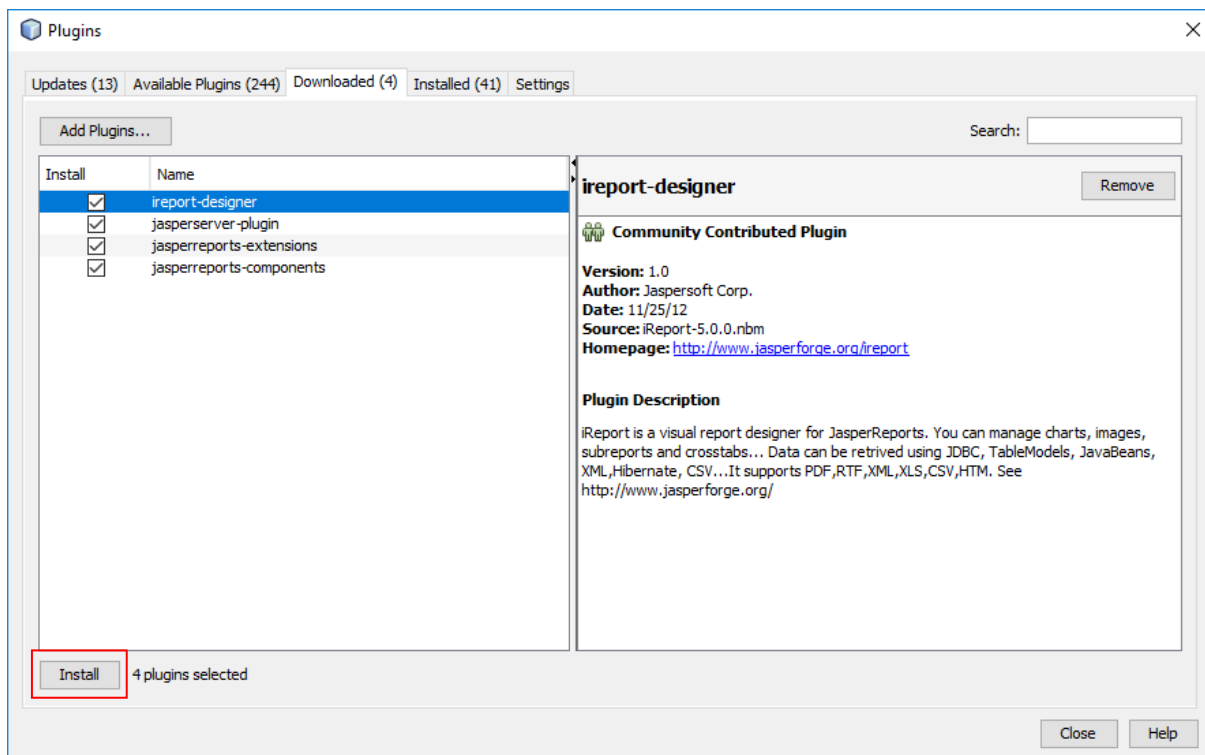 Plugins
Updates (13) Available Plugins (244) Downloaded (4) Installed (41) Settings
Add Plugins...
Search:
Install Name
ireport-designer
jasperserver-plugin
jasperreports-extensions
jasperreports-components
ireport-designer
Remove
Community Contributed Plugin
Version: 1.0
Author: Jaspersoft Corp.
Date: 11/25/12
Source: iReport-5.0.0.nbm
Homepage: http://www.jasperforge.org/ireport
Plugin Description
iReport is a visual report designer for JasperReports. You can manage charts, images,
subreports and crosstabs... Data can be retrived using JDBC, TableModels, JavaBeans,
XML,Hibernate, CSV...It supports PDF,RTF,XML,XLS,CSV,HTM. See
http://www.jasperforge.org/
Install 4 plugins selected
Close Help